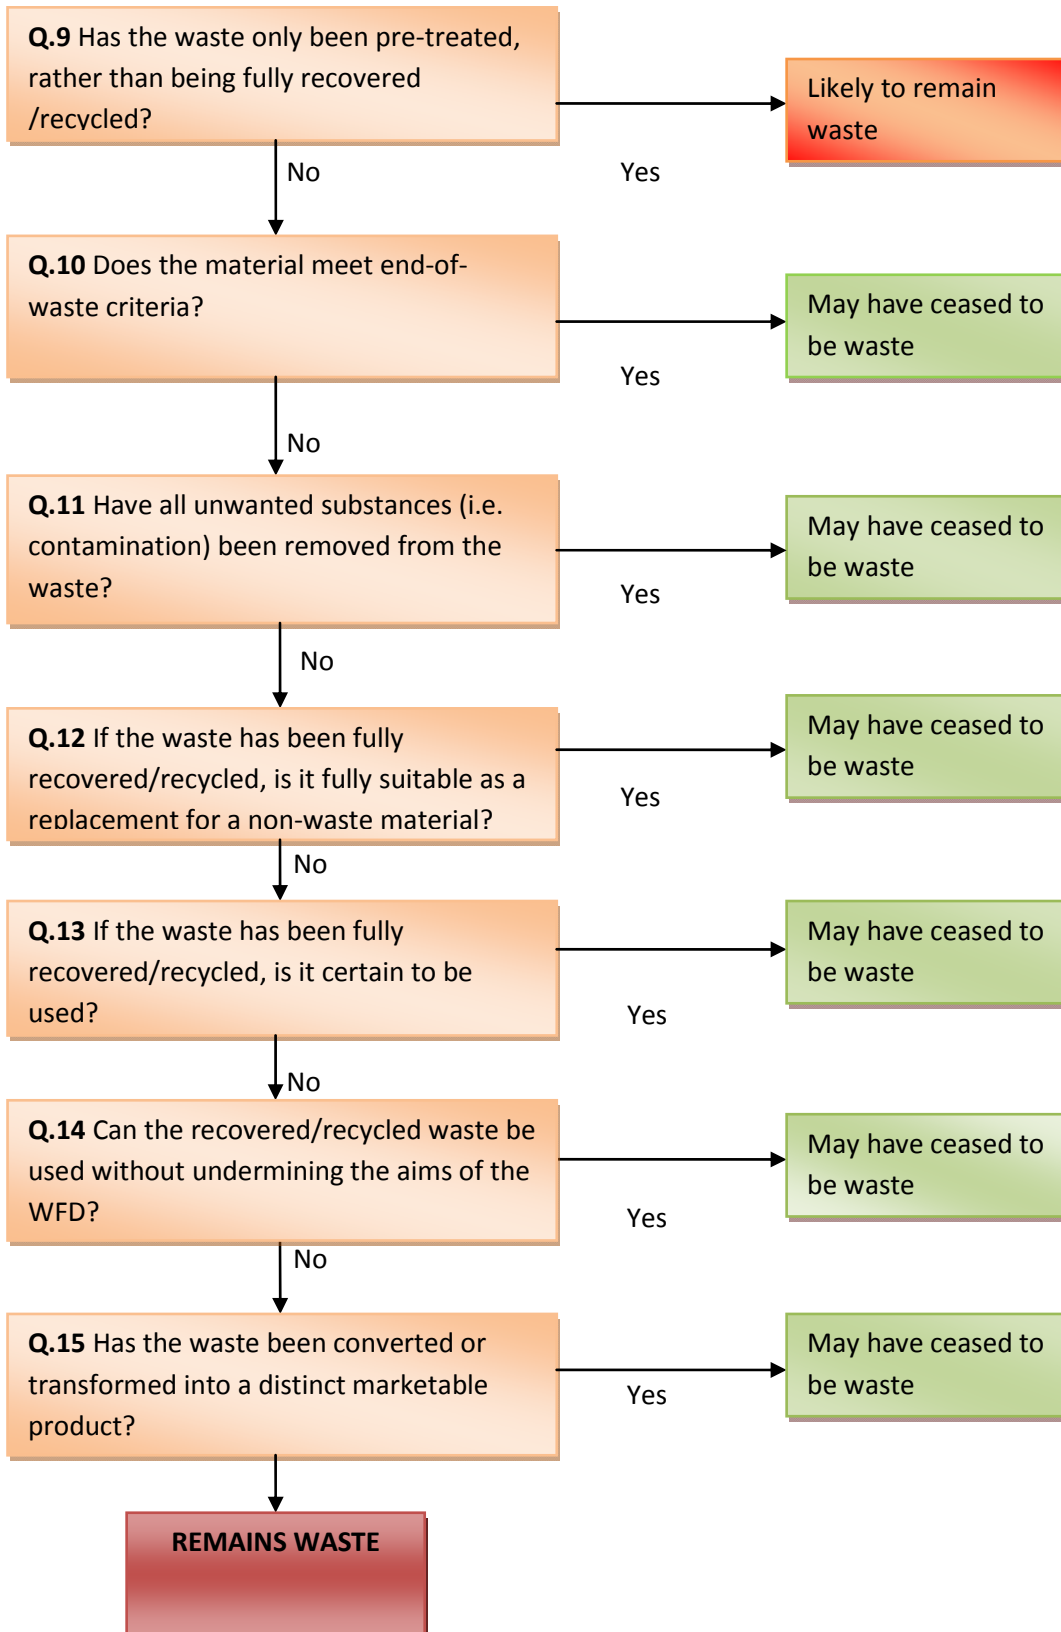 Q.9 Has the waste only been pre-treated,
rather than being fully recovered
/recycled?
Likely to remain
waste
No
Yes
Q.10 Does the material meet end-of-
waste criteria?
May have ceased to
be waste
Yes
No
Q.11 Have all unwanted substances (i.e.
contamination) been removed from the
waste?
May have ceased to
be waste
Yes
No
Q.12 If the waste has been fully
recovered/recycled, is it fully suitable as a
replacement for a non-waste material?
May have ceased to
be waste
Yes
No
Q.13 If the waste has been fully
recovered/recycled, is it certain to be
used?
May have ceased to
be waste
Yes
No
Q.14 Can the recovered/recycled waste be
used without undermining the aims of the
WFD?
May have ceased to
be waste
Yes
No
Q.15 Has the waste been converted or
transformed into a distinct marketable
product?
May have ceased to
be waste
Yes
REMAINS WASTE